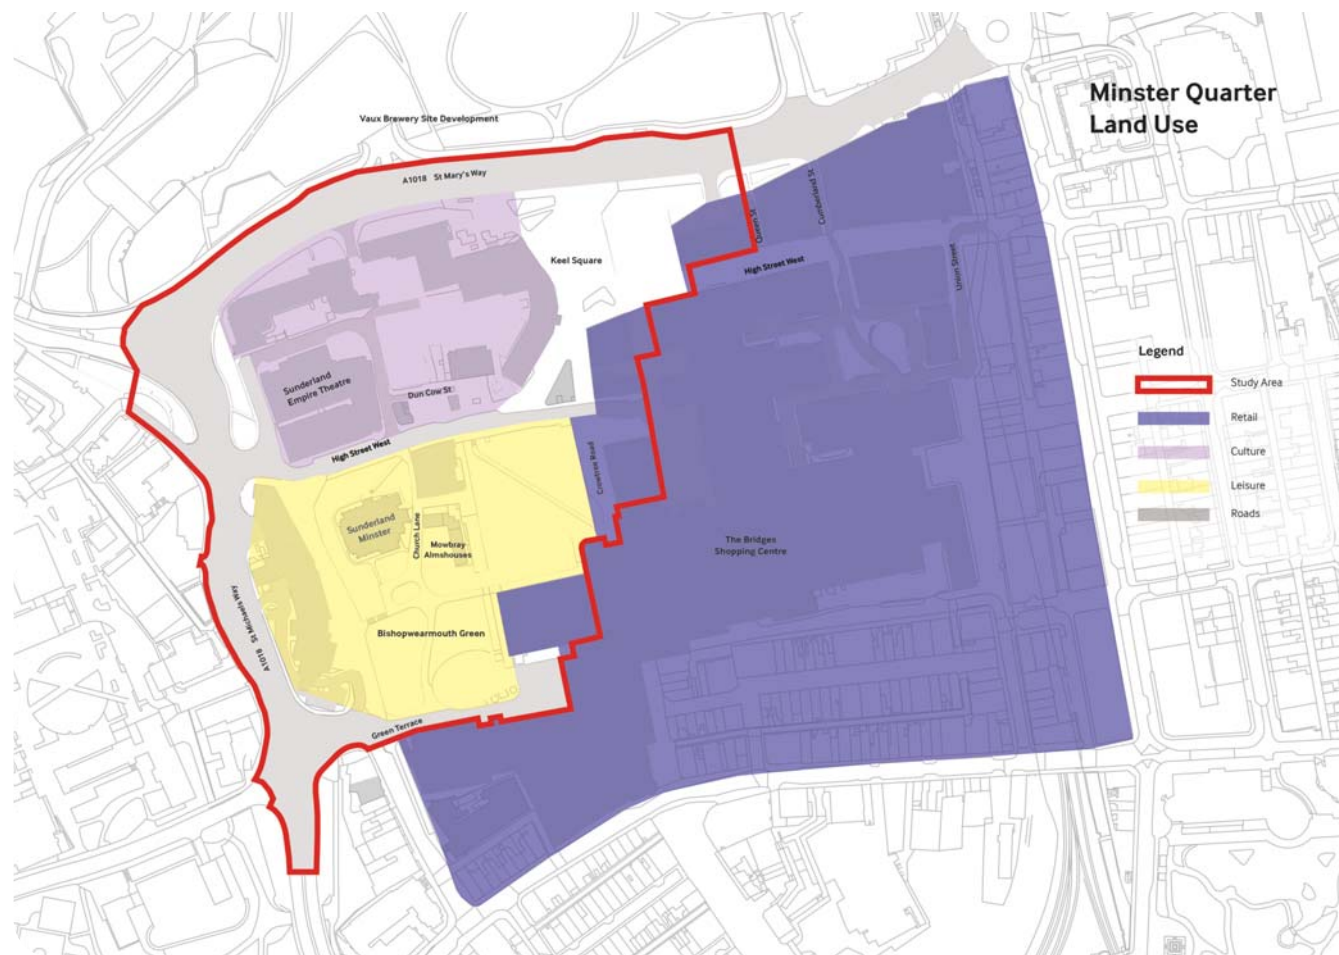 Minster Quarter
Land Use
Vaux Brewery Site Development
A1018 St Mary's Way
Cumberland St
Queen St
Keel Square
High Street West
Union Street
Legend
Study Area
Retail
Culture
Leisure
Roads
Sunderland
Empire Theatre
Dun Cow St
High Street West
Crowtree Road
Sunderland
Minster
Church Lane
Mowbray
Almshouses
The Bridges
Shopping Centre
A1018 St Michaels Way
Bishopwearmouth Green
Green Terrace